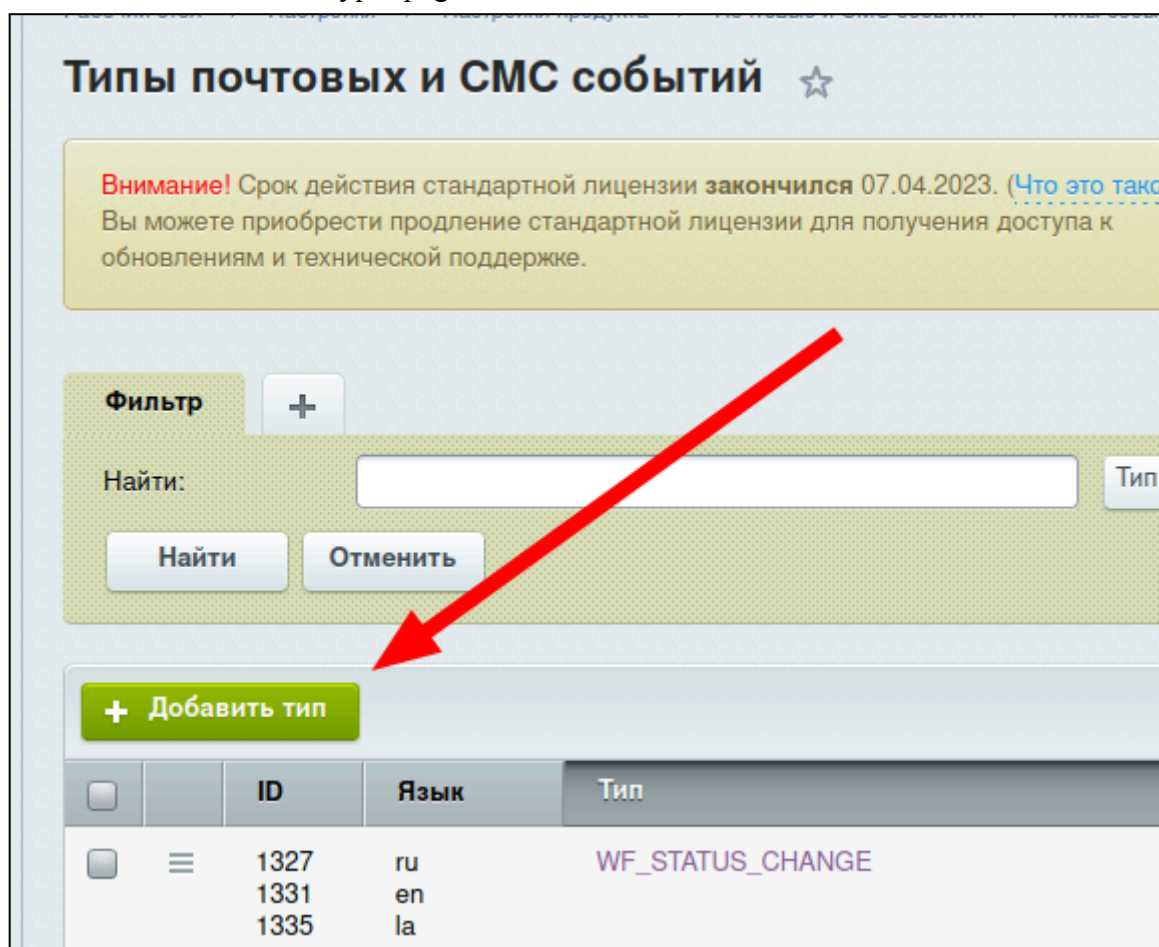 Типы почтовых и СМС событий
Внимание! Срок действия стандартной лицензии закончился 07.04.2023. (Что это тако
Вы можете приобрести продление стандартной лицензии для получения доступа к
обновлениям и технической поддержке.
Фильтр
Найти:
Тип
Найти Отменить
+ Добавить тип
ID Язык Тип
1327 ru WF_STATUS_CHANGE
1331 en
1335 la